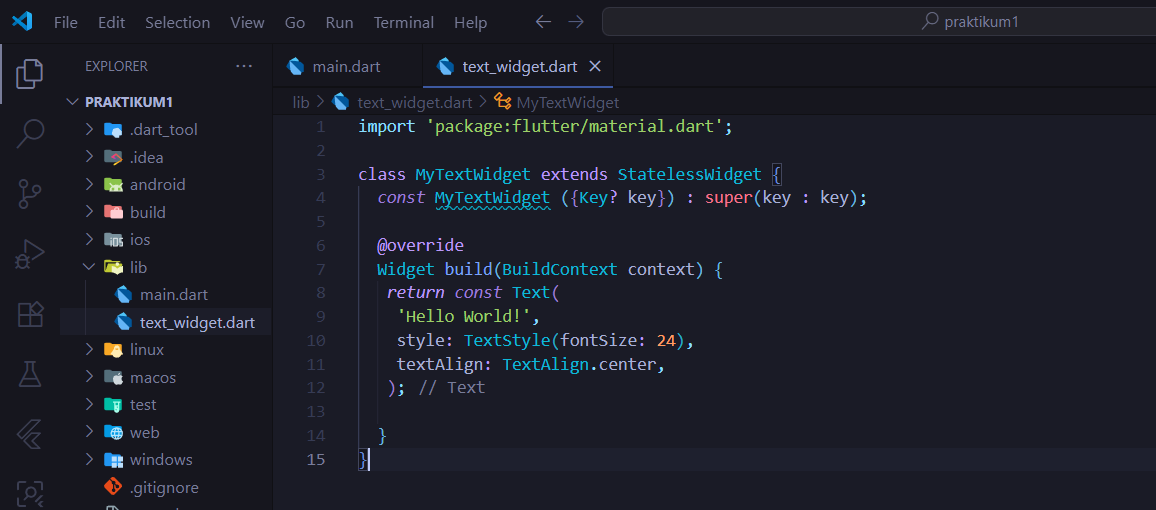 File Edit Selection View Go Run Terminal Help praktikum1
EXPLORER ···
PRAKTIKUM1
.dart_tool
.idea
android
build
ios
lib
main.dart
text_widget.dart
linux
macos
test
web
windows
.gitignore
main.dart text_widget.dart
lib > text_widget.dart > MyTextWidget
1 import 'package:flutter/material.dart';
2
3 class MyTextWidget extends StatelessWidget {
4 const MyTextWidget ({Key? key}) : super(key : key);
5
6 @override
7 Widget build(BuildContext context) {
8 return const Text(
9 'Hello World!',
10 style: TextStyle(fontSize: 24),
11 textAlign: TextAlign.center,
12 ); // Text
13
14 }
15 }